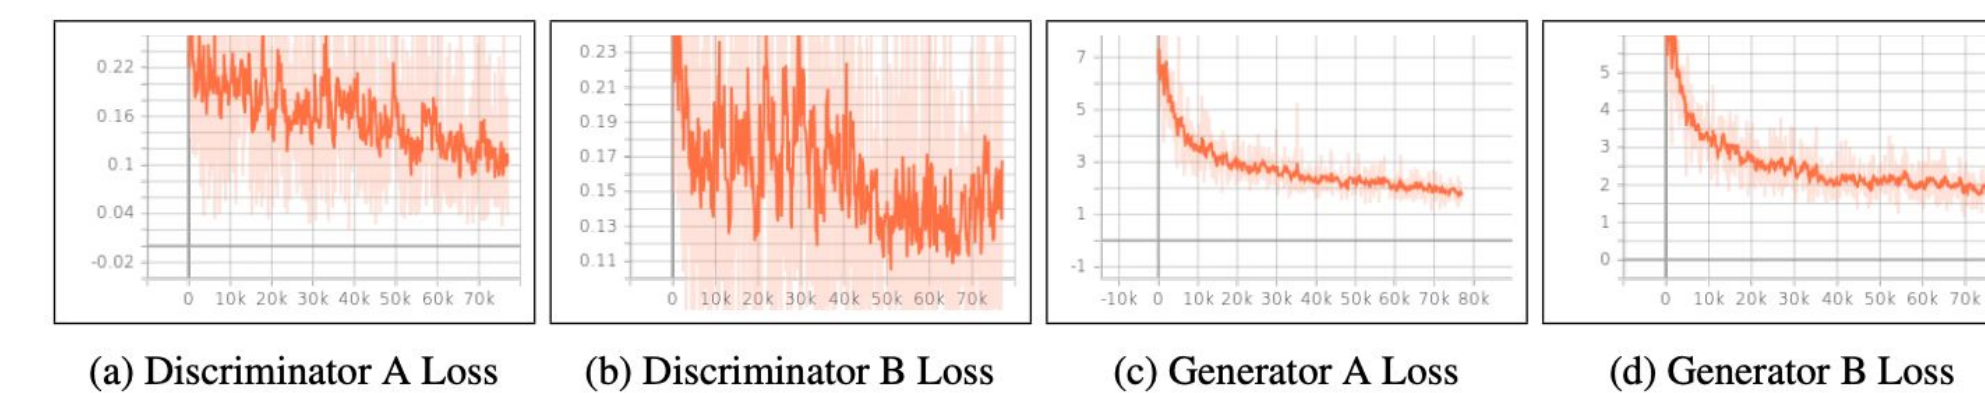 0.22
0.16
0.1
0.04
-0.02
0 10k 20k 30k 40k 50k 60k 70k
(a) Discriminator A Loss
0.23
0.21
0.19
0.17
0.15
0.13
0.11
0 10k 20k 30k 40k 50k 60k 70k
(b) Discriminator B Loss
7
5
3
1
-1
-10k 0 10k 20k 30k 40k 50k 60k 70k 80k
(c) Generator A Loss
5
4
3
2
1
0
0 10k 20k 30k 40k 50k 60k 70k
(d) Generator B Loss